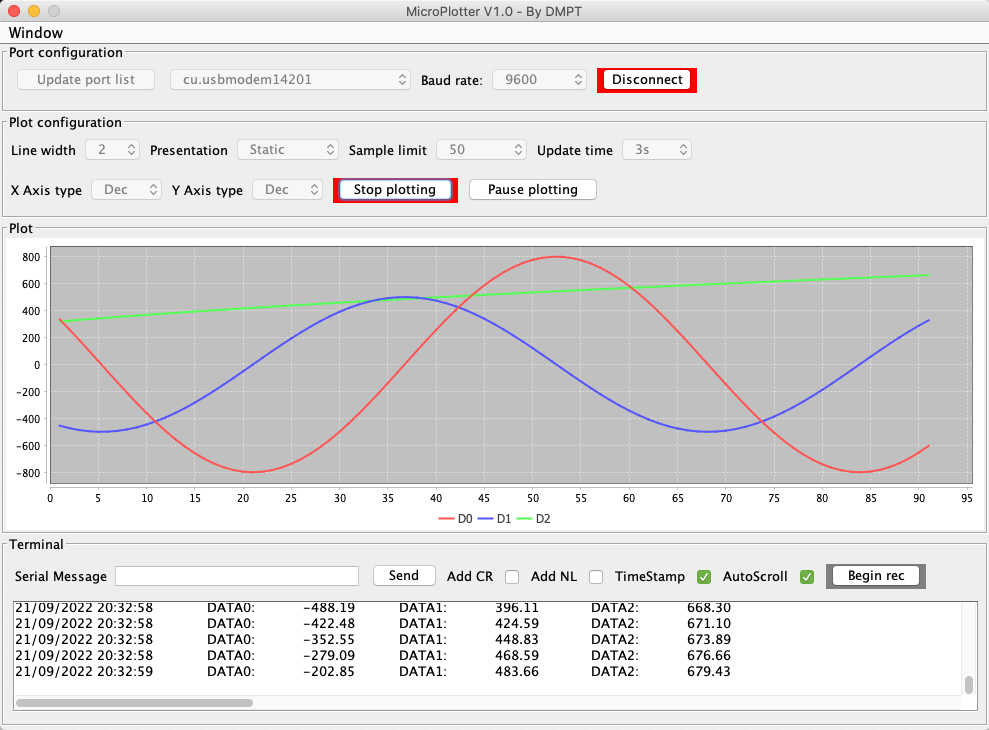 MicroPlotter V1.0 - By DMPT
Window
Port configuration
Update port list cu.usbmodem14201 Baud rate: 9600 Disconnect
Plot configuration
Line width 2 Presentation Static Sample limit 50 Update time 3s
X Axis type Dec Y Axis type Dec Stop plotting Pause plotting
Plot
800
600
400
200
0
-200
-400
-600
-800
0 5 10 15 20 25 30 35 40 45 50 55 60 65 70 75 80 85 90 95
D0 D1 D2
Terminal
Serial Message Send Add CR Add NL TimeStamp AutoScroll Begin rec
21/09/2022 20:32:58 DATA0: -488.19 DATA1: 396.11 DATA2: 668.30
21/09/2022 20:32:58 DATA0: -422.48 DATA1: 424.59 DATA2: 671.10
21/09/2022 20:32:58 DATA0: -352.55 DATA1: 448.83 DATA2: 673.89
21/09/2022 20:32:58 DATA0: -279.09 DATA1: 468.59 DATA2: 676.66
21/09/2022 20:32:59 DATA0: -202.85 DATA1: 483.66 DATA2: 679.43